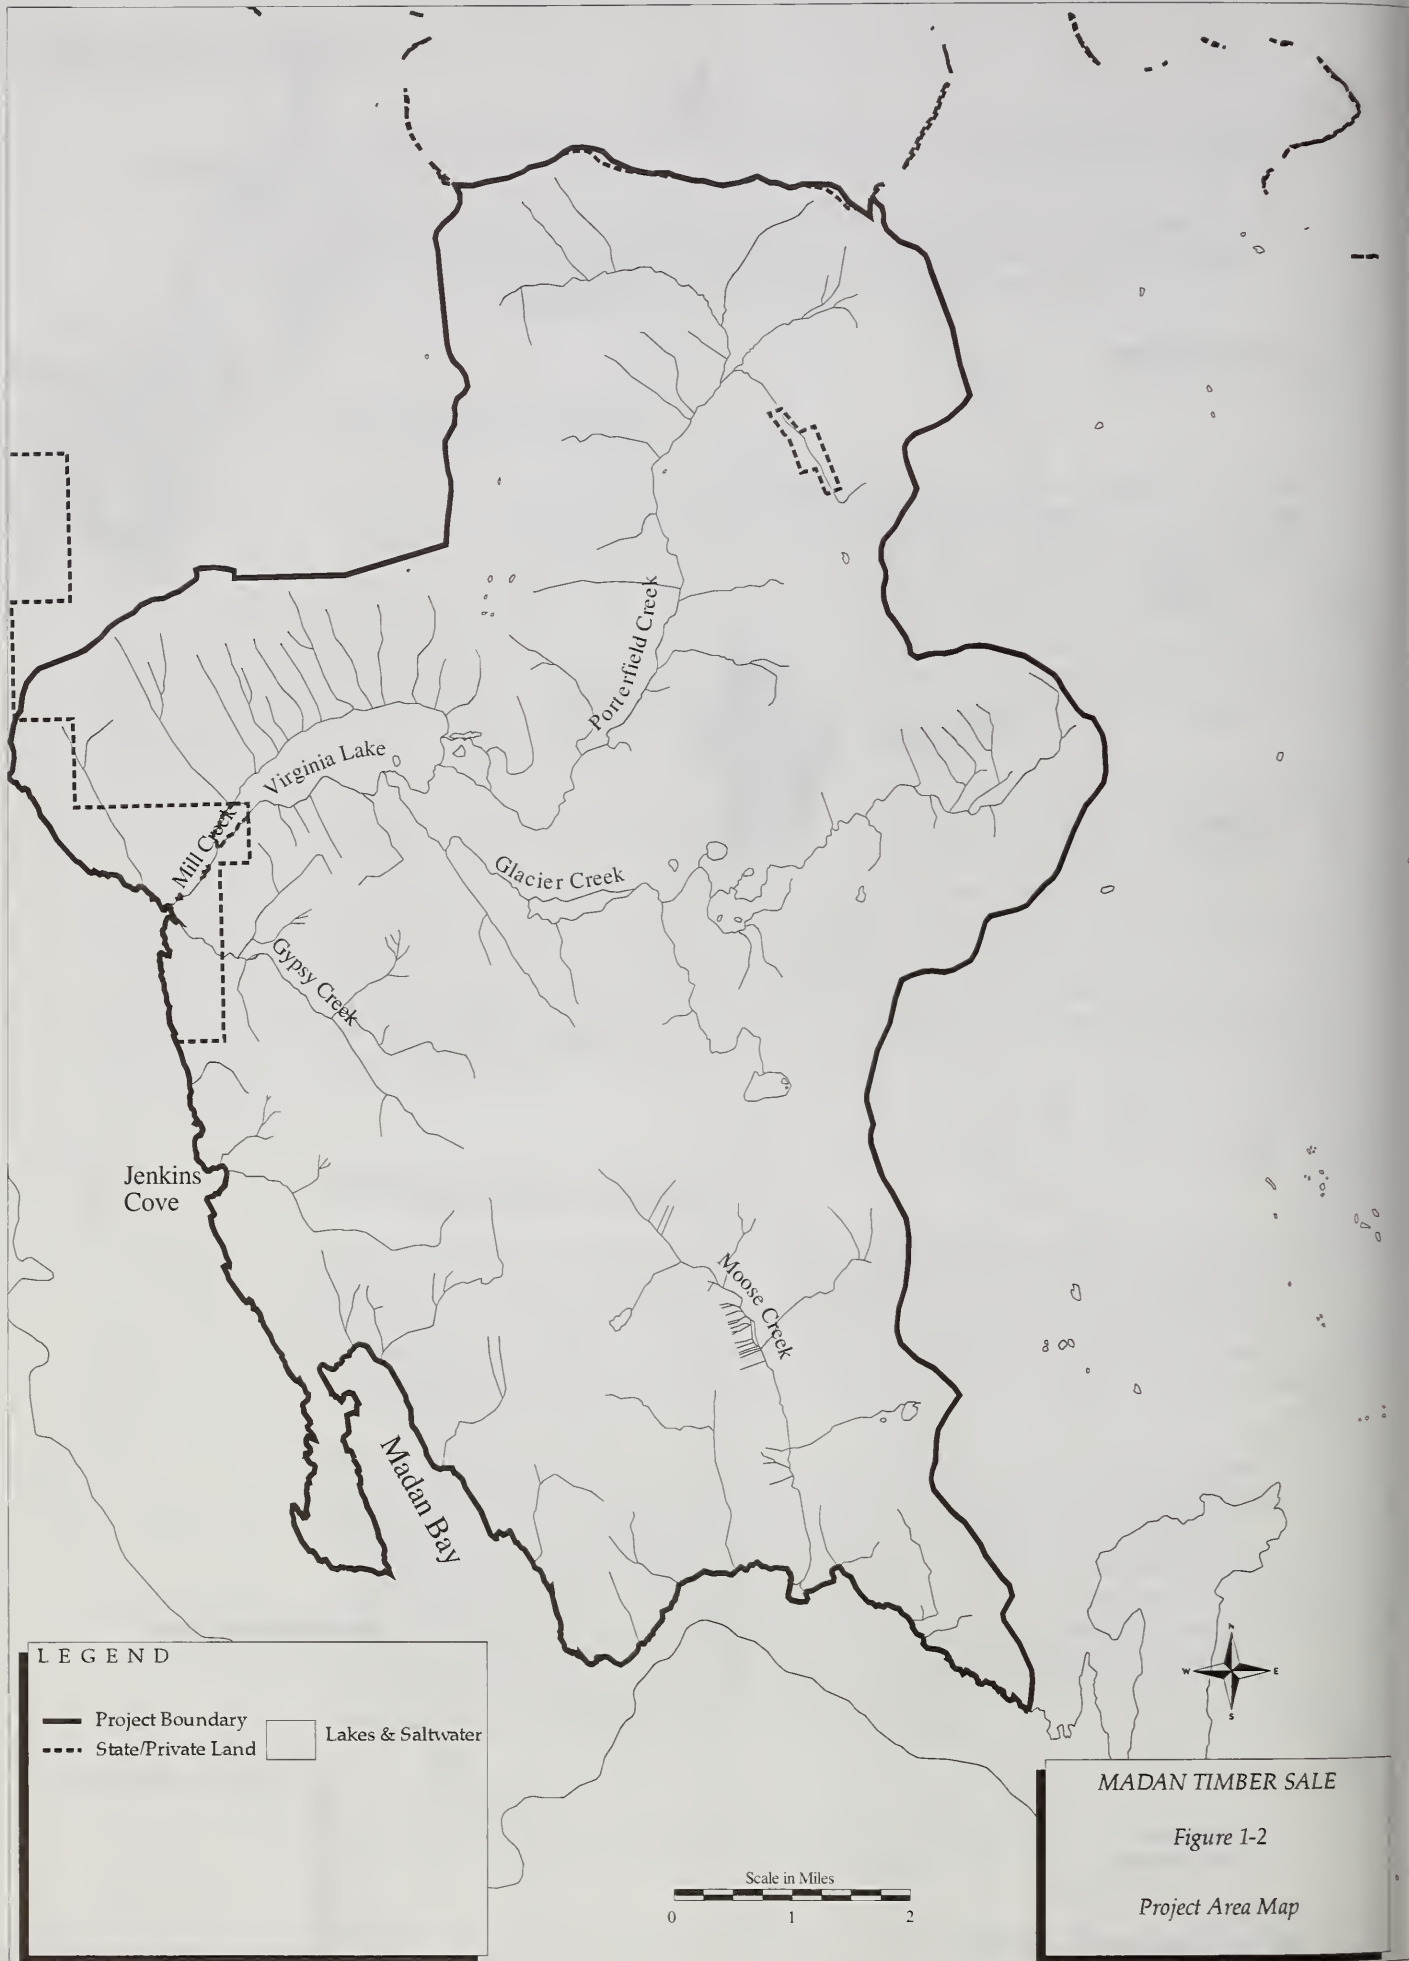 Porterfield Creek
Virginia Lake
Mill Creek
Glacier Creek
Gypsy Creek
Jenkins
Cove
Moose Creek
Madan Bay
LEGEND
Project Boundary
State/Private Land
Lakes & Saltwater
N
W E
S
MADAN TIMBER SALE
Figure 1-2
Project Area Map
Scale in Miles
0 1 2